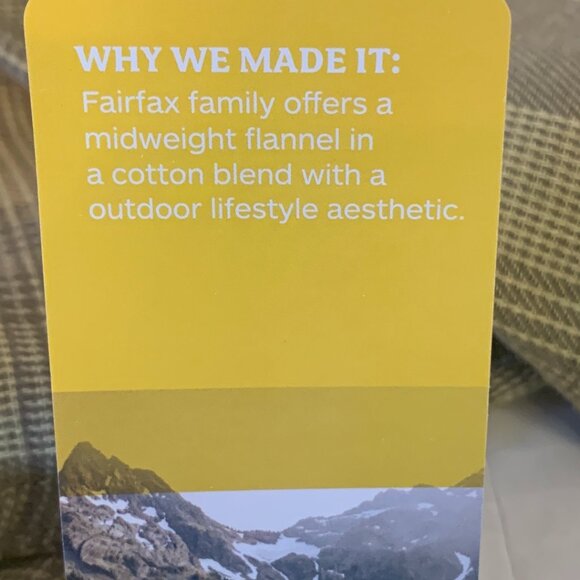 WHY WE MADE IT:
Fairfax family offers a
midweight flannel in
a cotton blend with a
outdoor lifestyle aesthetic.